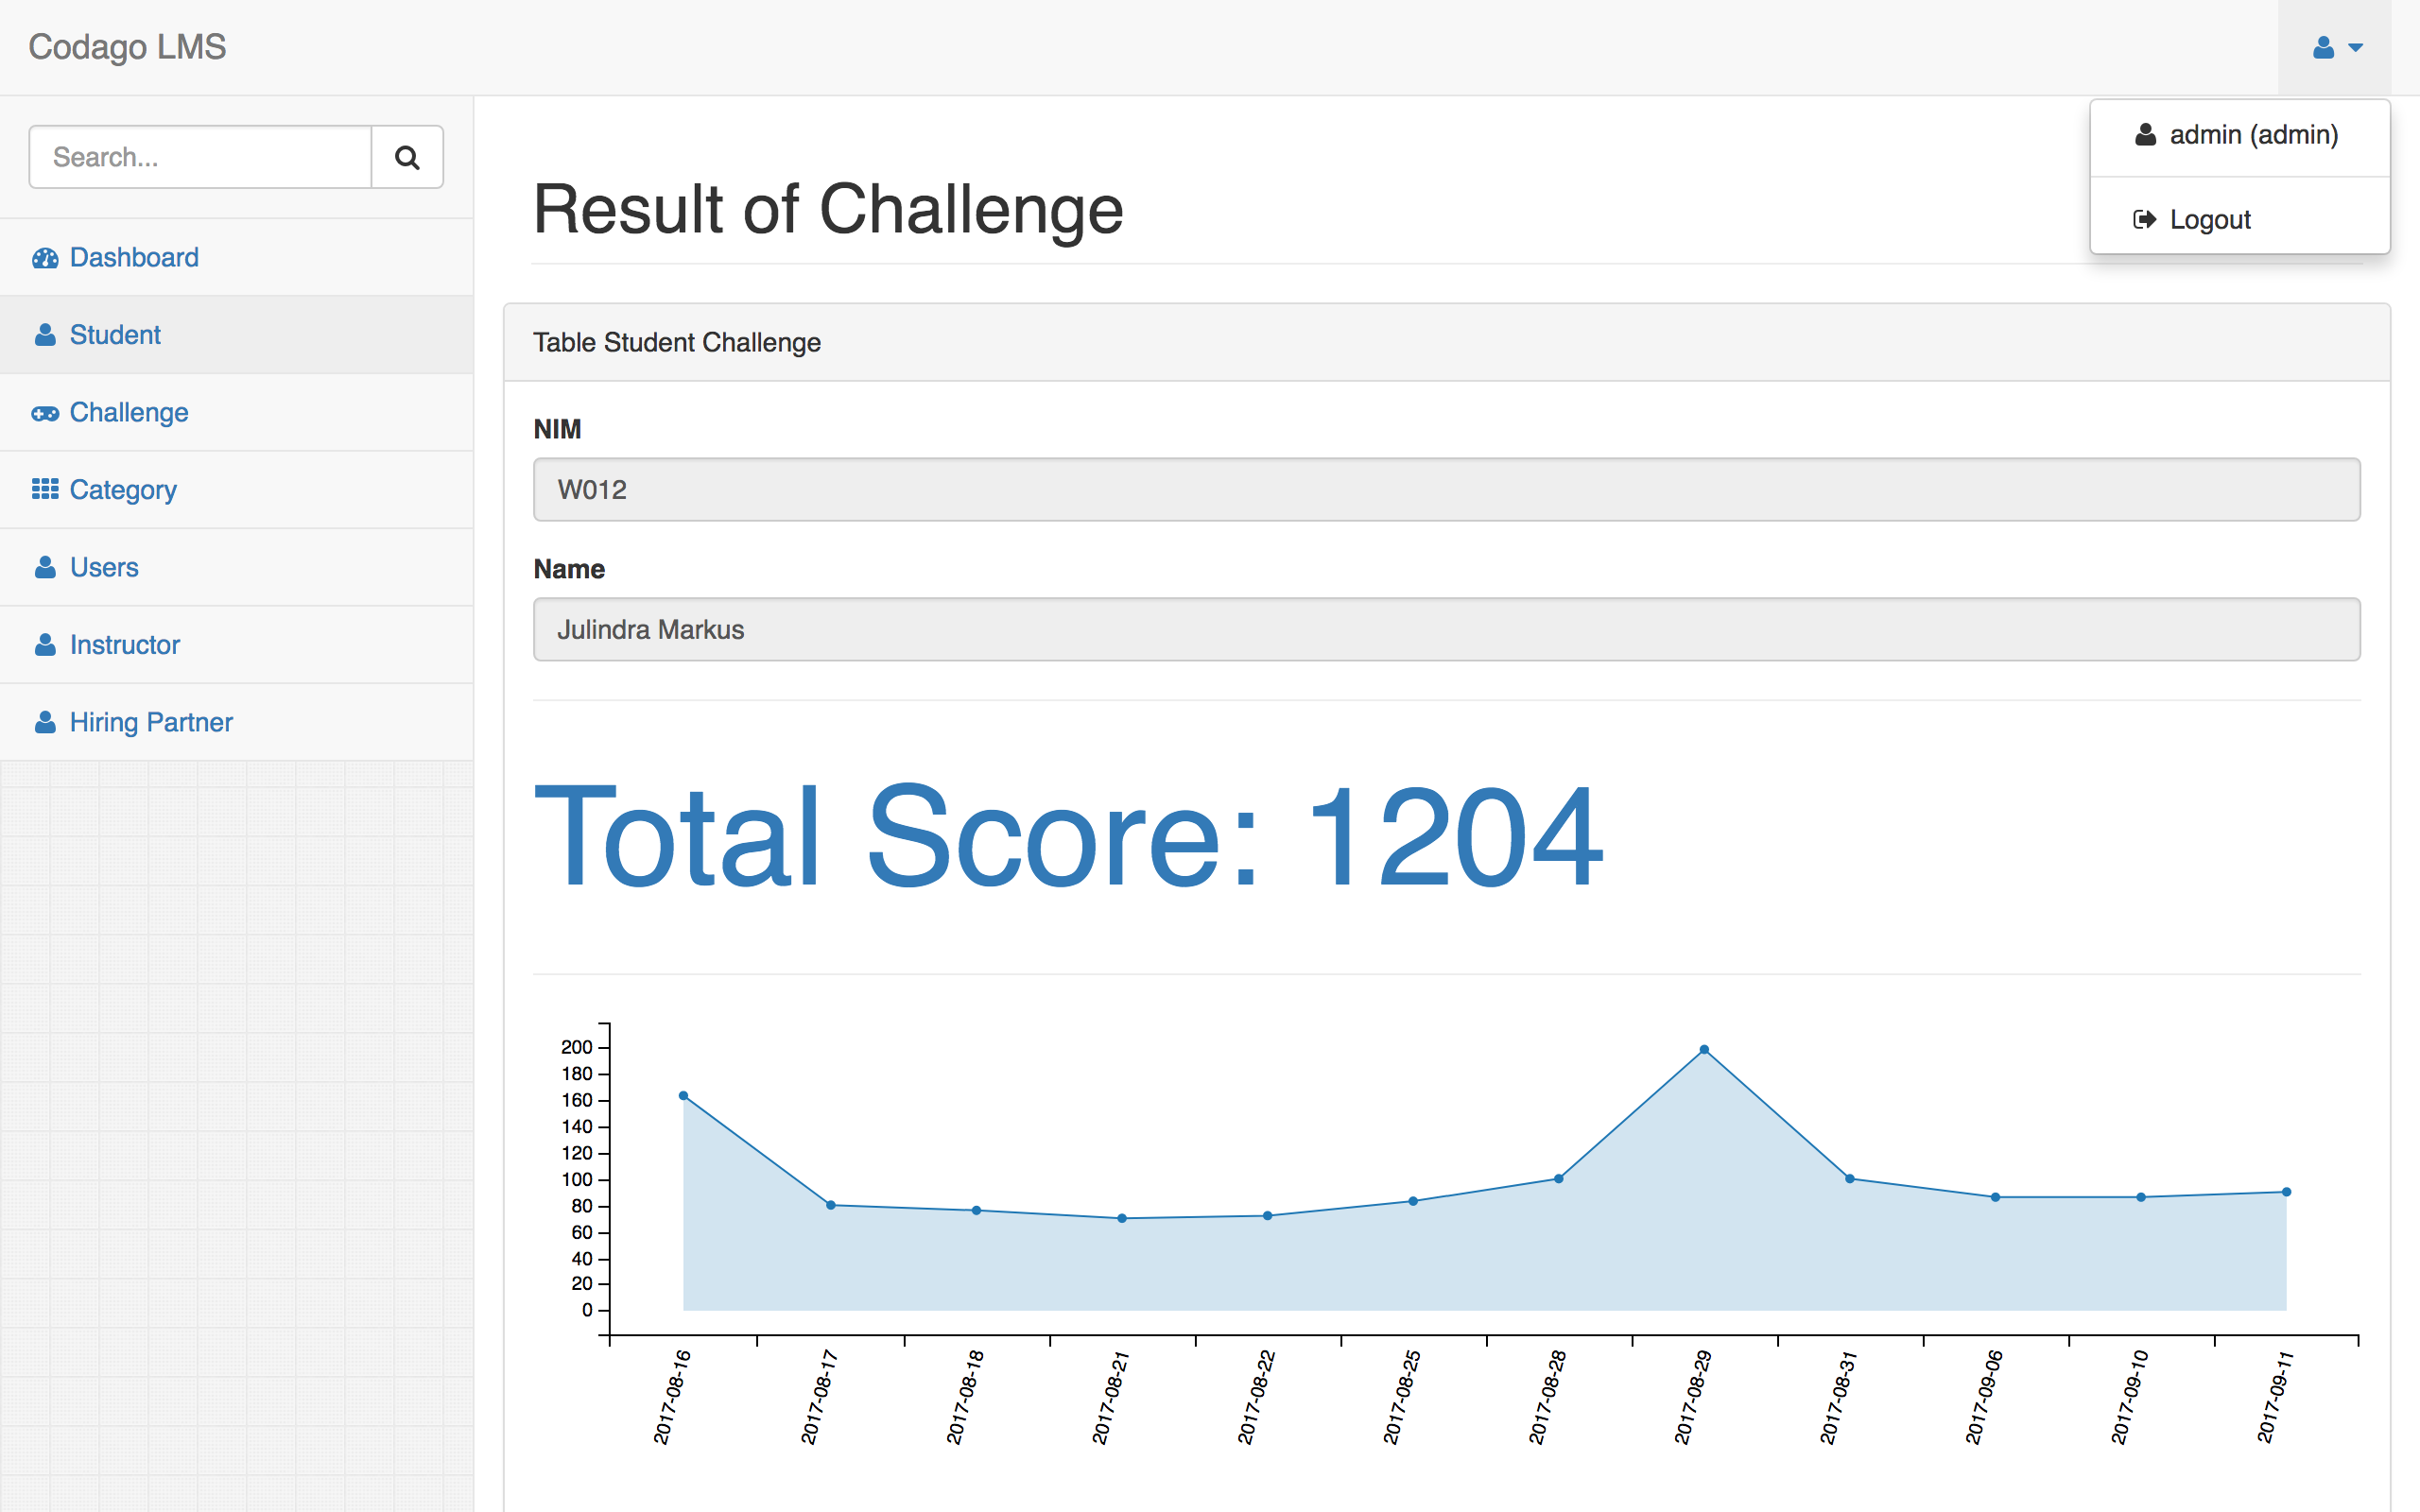 Codago LMS
admin (admin)
Logout
Search...
Dashboard
Student
Challenge
Category
Users
Instructor
Hiring Partner
Result of Challenge
Table Student Challenge
NIM
W012
Name
Julindra Markus
Total Score: 1204
200
180
160
140
120
100
80
60
40
20
0
2017-08-16
2017-08-17
2017-08-18
2017-08-21
2017-08-22
2017-08-25
2017-08-28
2017-08-29
2017-08-31
2017-09-06
2017-09-10
2017-09-11